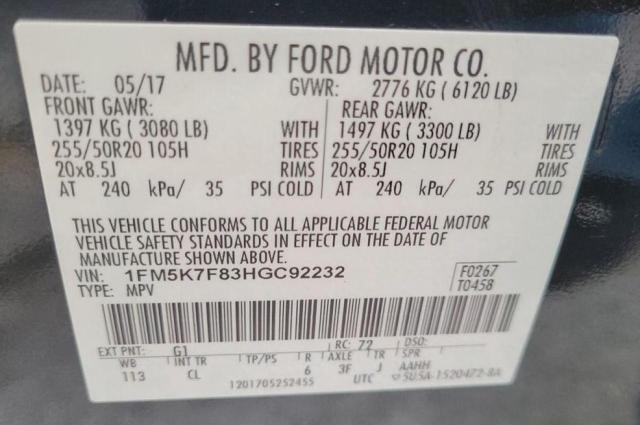 MFD. BY FORD MOTOR CO.
DATE: 05/17 GVWR: 2776 KG ( 6120 LB)
FRONT GAWR: REAR GAWR:
1397 KG ( 3080 LB) WITH 1497 KG ( 3300 LB) WITH
255/50R20 105H TIRES 255/50R20 105H TIRES
20x8.5J RIMS 20x8.5J RIMS
AT 240 kPa/ 35 PSI COLD AT 240 kPa/ 35 PSI COLD
THIS VEHICLE CONFORMS TO ALL APPLICABLE FEDERAL MOTOR
VEHICLE SAFETY STANDARDS IN EFFECT ON THE DATE OF
MANUFACTURE SHOWN ABOVE.
VIN: 1FM5K7F83HGC92232 F0267
TYPE: MPV T0458
EXT PNT: G1 RC: 72 DSO:
WB INT TR TP/PS R AXLE TR SPR
113 CL 6 3F J AAHH
1201705252455 UTC 5U5A-1520472-8A